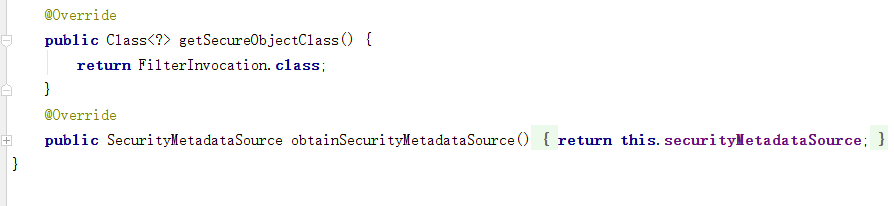 @Override
public Class<?> getSecureObjectClass() {
return FilterInvocation.class;
}
@Override
public SecurityMetadataSource obtainSecurityMetadataSource() { return this.securityMetadataSource; }
}